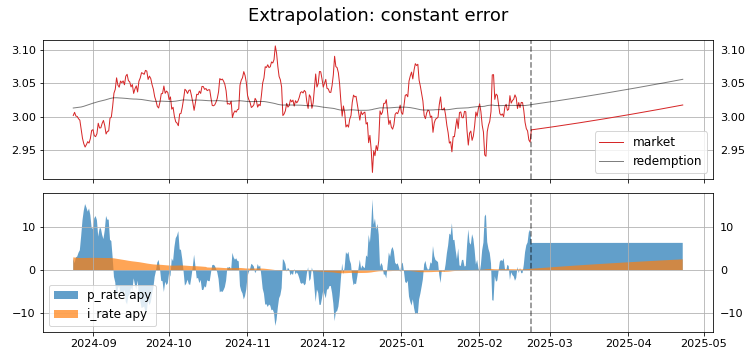 Extrapolation: constant error
3.10
3.05
3.00
2.95
3.10
3.05
3.00
2.95
market
redemption
10
0
−10
10
0
−10
p_rate apy
i_rate apy
2024-09 2024-10 2024-11 2024-12 2025-01 2025-02 2025-03 2025-04 2025-05